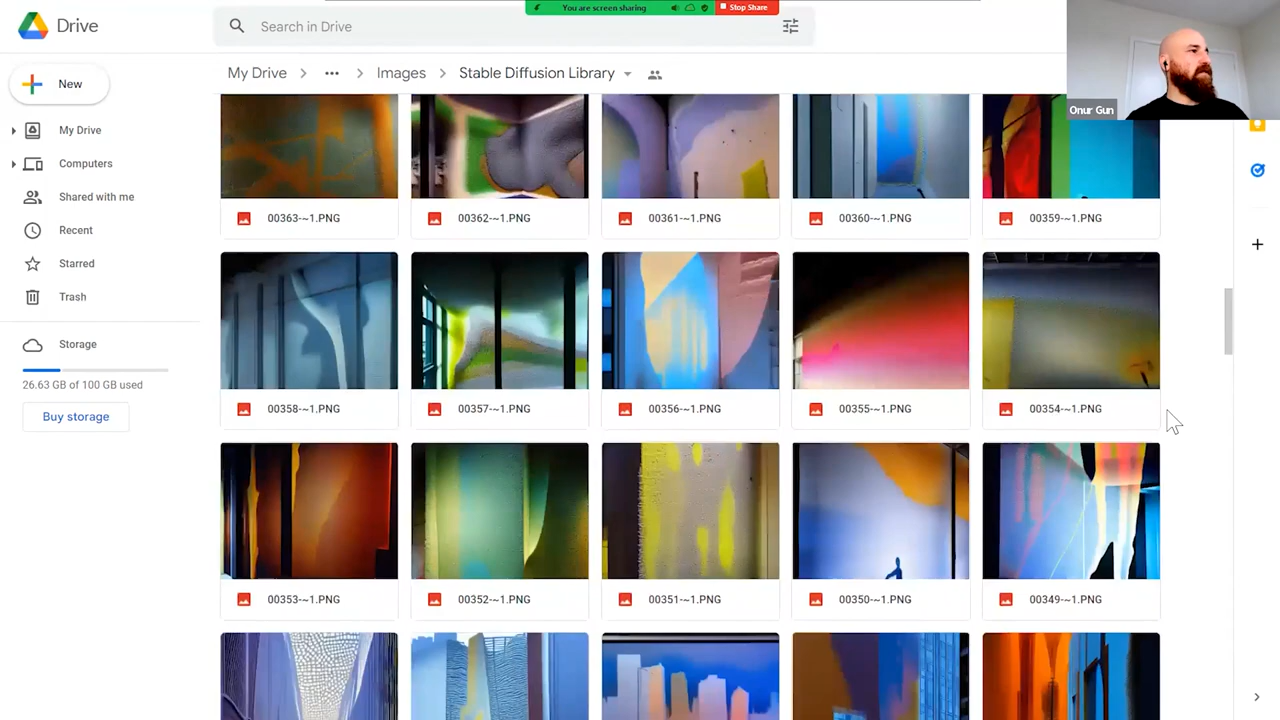 You are screen sharing
Stop Share
Drive
Search in Drive
New
My Drive
Computers
Shared with me
Recent
Starred
Trash
Storage
26.63 GB of 100 GB used
Buy storage
My Drive > ... > Images > Stable Diffusion Library
Onur Gun
00363-~1.PNG
00362-~1.PNG
00361-~1.PNG
00360-~1.PNG
00359-~1.PNG
00358-~1.PNG
00357-~1.PNG
00356-~1.PNG
00355-~1.PNG
00354-~1.PNG
00353-~1.PNG
00352-~1.PNG
00351-~1.PNG
00350-~1.PNG
00349-~1.PNG